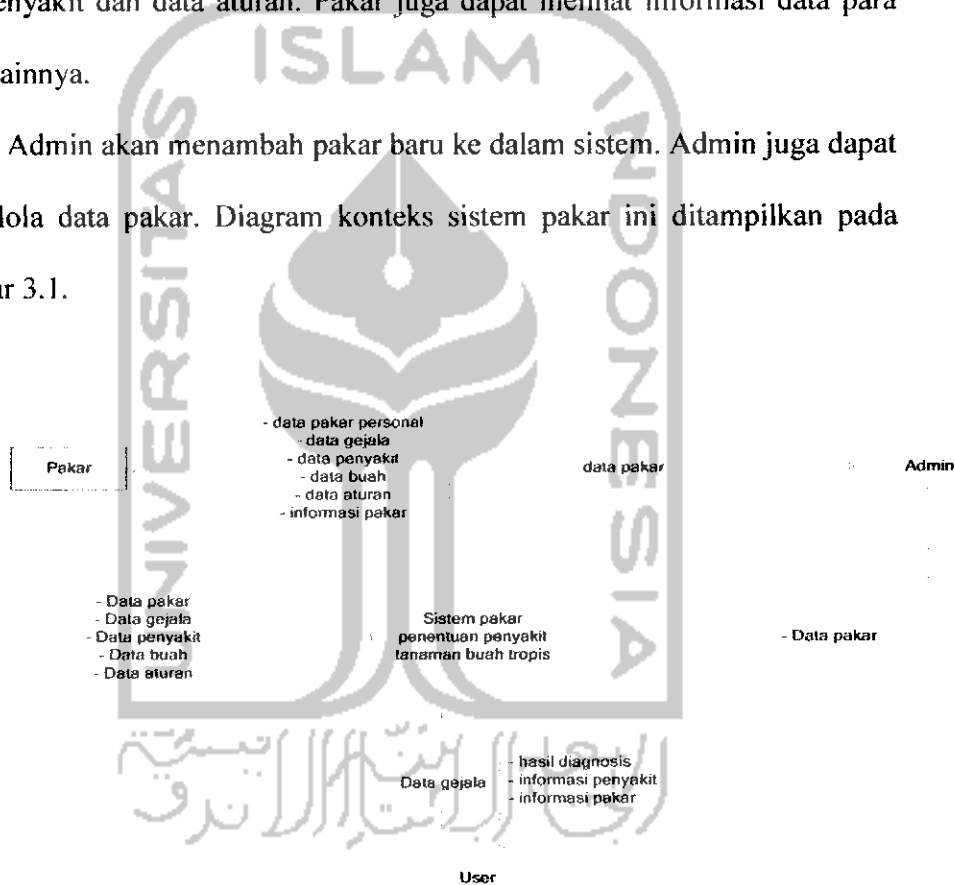 dan data aturan. Pakar juga dapat melihat informasi data para
ainnya.
Admin akan menambah pakar baru ke dalam sistem. Admin juga dapat
lola data pakar. Diagram konteks sistem pakar ini ditampilkan pada
ar 3.1.
ISLAM
UNIVERSITAS
INDONESIA
- data pakar personal
- data gejala
- data penyakit
- data buah
- data aturan
- informasi pakar
Pakar
data pakar
Admin
- Data pakar
- Data gejala
- Data penyakit
- Data buah
- Data aturan
Sistem pakar
penentuan penyakit
tanaman buah tropis
- Data pakar
Data gejala
- hasil diagnosis
- informasi penyakit
- informasi pakar
User